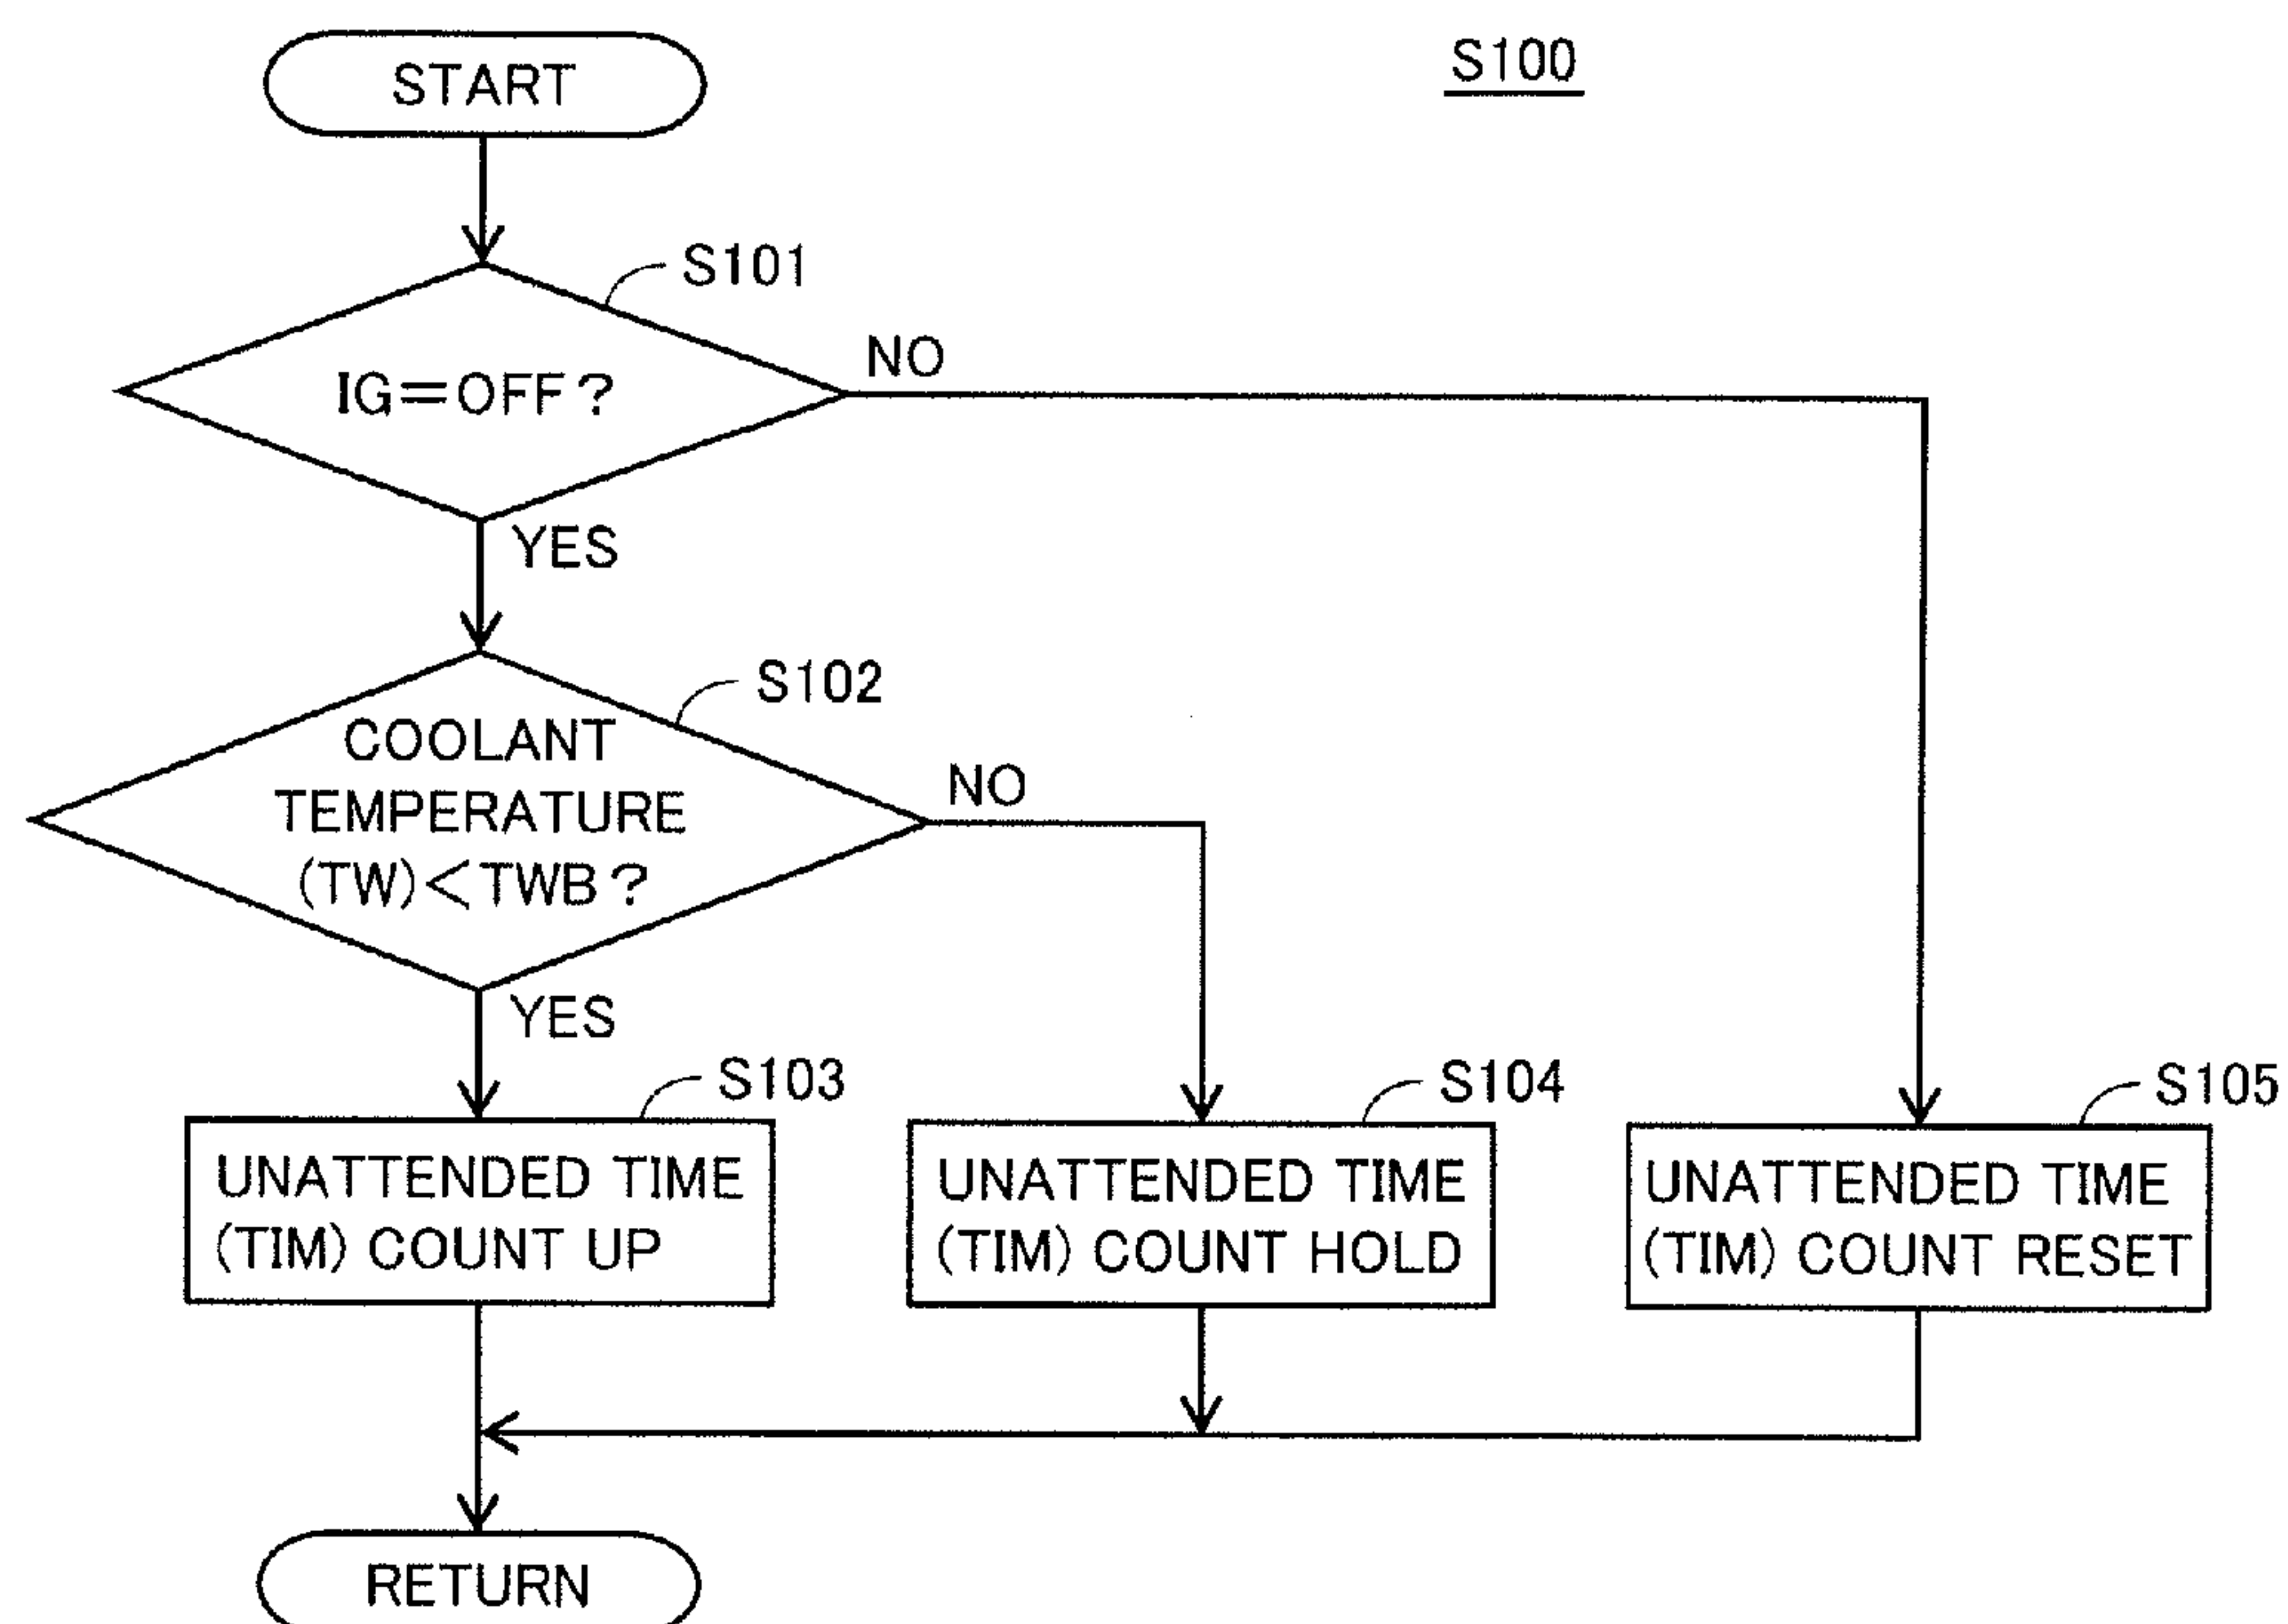 START
S100
S101
IG=OFF?
NO
YES
S102
COOLANT
TEMPERATURE
(TW)<TWB?
NO
YES
S103
UNATTENDED TIME
(TIM) COUNT UP
S104
UNATTENDED TIME
(TIM) COUNT HOLD
S105
UNATTENDED TIME
(TIM) COUNT RESET
RETURN